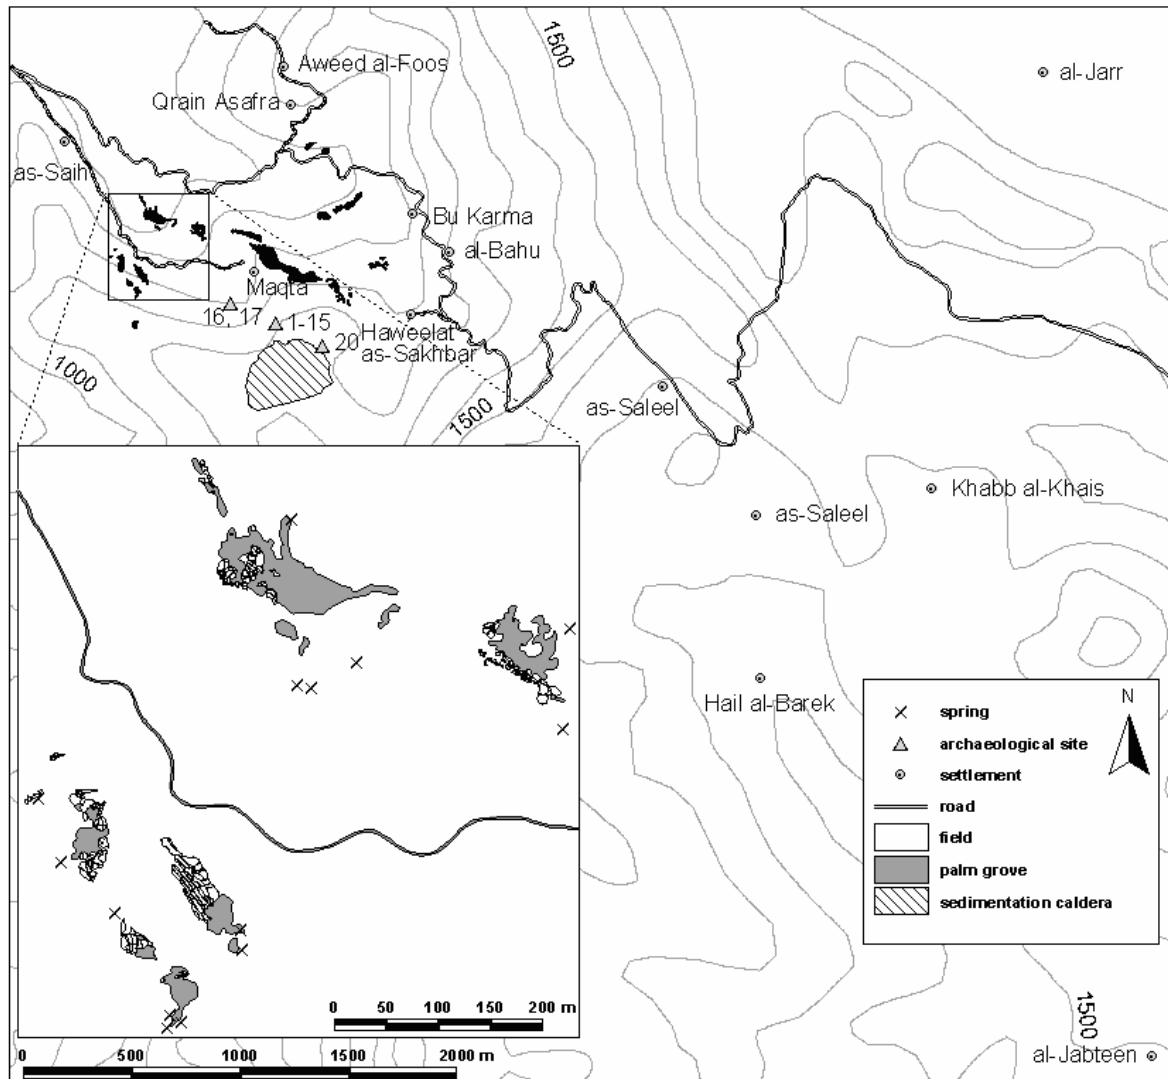 1500
Aweed al-Foos
al-Jarr
Qrain Asafra
as-Saih
Bu Karma
al-Bahu
Maqta
16, 17
1-15
20
Haweelat
as-Sakhbar
1000
1500
as-Saleel
Khabb al-Khais
as-Saleel
Hail al-Barek
N
spring
archaeological site
settlement
road
field
palm grove
sedimentation caldera
0 50 100 150 200 m
1500
al-Jabteen
0 500 1000 1500 2000 m